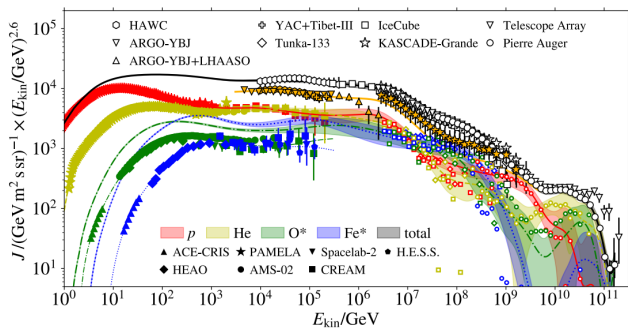 HAWC
ARGO-YBJ
ARGO-YBJ+LHAASO
YAC+Tibet-III
Tunka-133
IceCube
KASCADE-Grande
Telescope Array
Pierre Auger
J/(GeV m² s sr)⁻¹ × (E_kin/GeV)^2.6
10⁵
10⁴
10³
10²
10¹
p He O* Fe* total
ACE-CRIS PAMELA Spacelab-2 H.E.S.S.
HEAO AMS-02 CREAM
10⁰ 10¹ 10² 10³ 10⁴ 10⁵ 10⁶ 10⁷ 10⁸ 10⁹ 10¹⁰ 10¹¹
E_kin/GeV